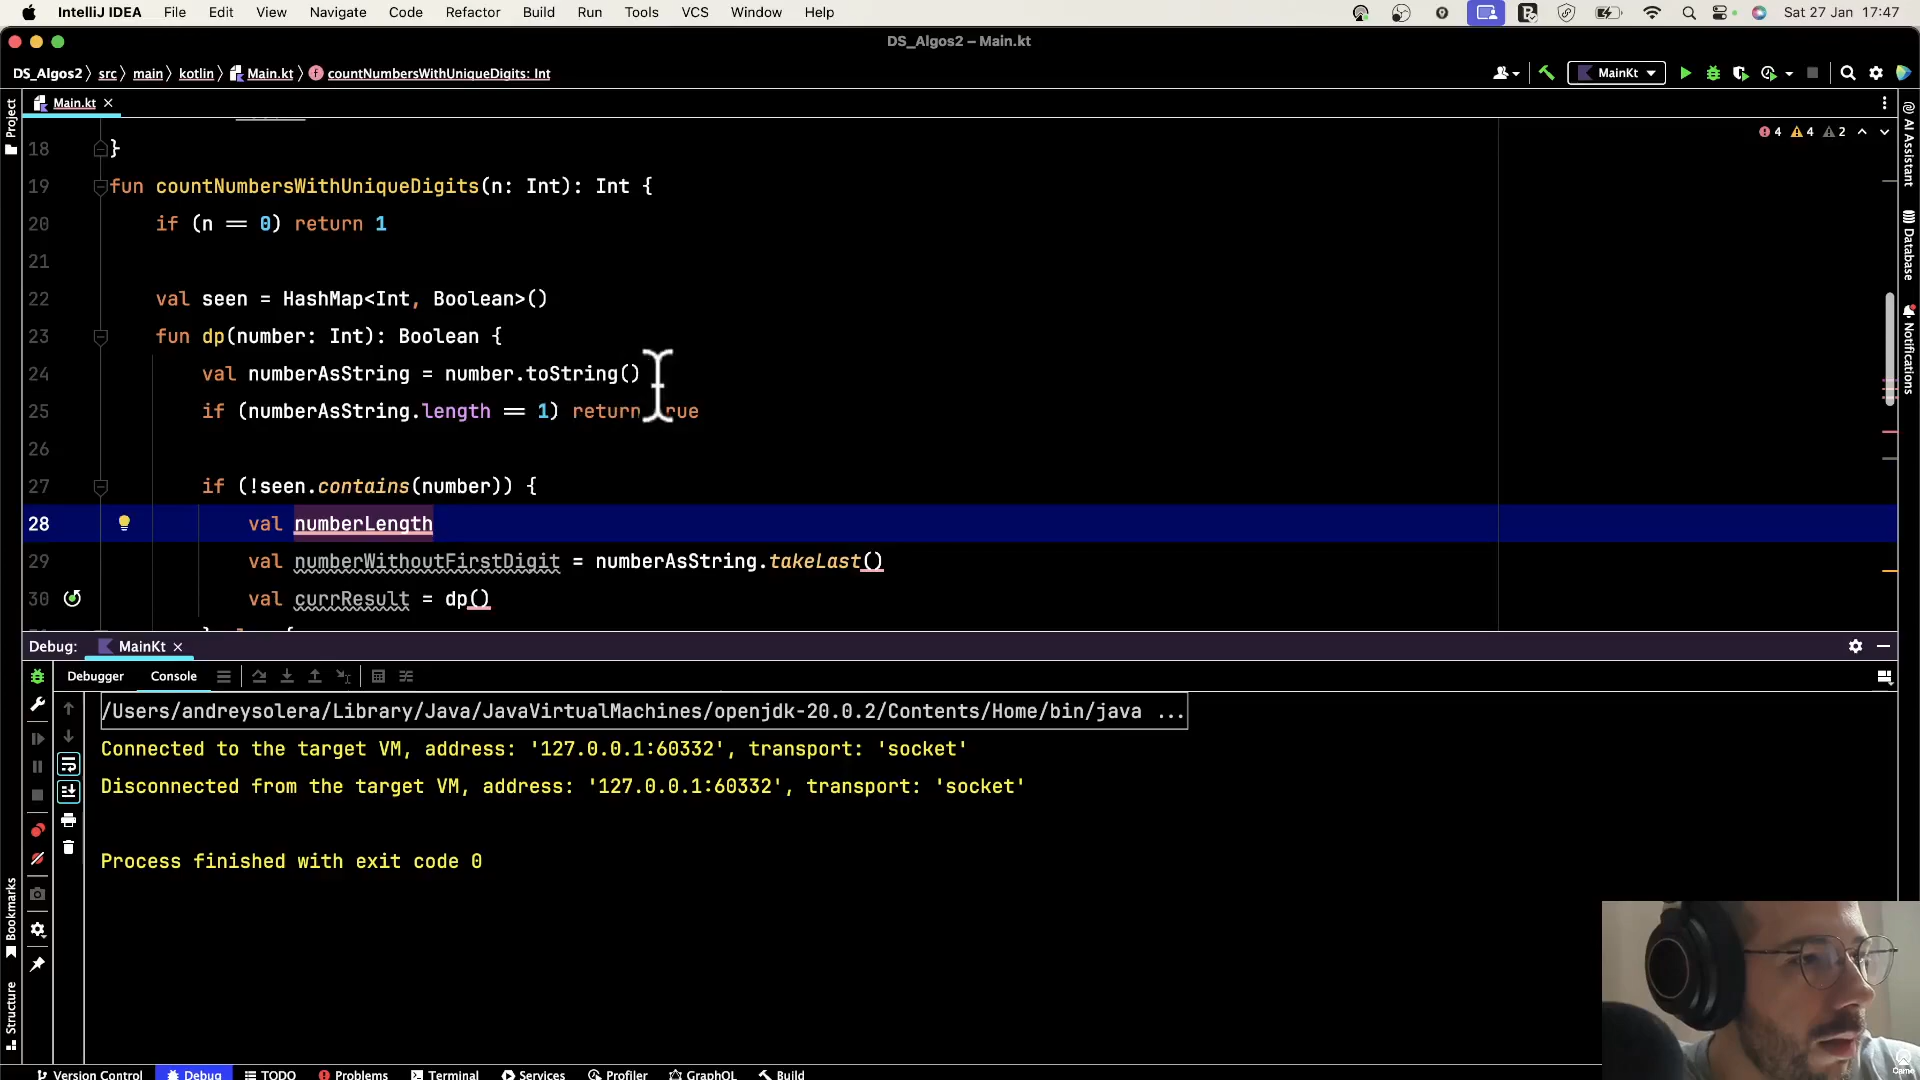 IntelliJ IDEA File Edit View Navigate Code Refactor Build Run Tools VCS Window Help Sat 27 Jan 17:47
DS_Algos2 – Main.kt
DS_Algos2 src main kotlin Main.kt countNumbersWithUniqueDigits: Int MainKt
Main.kt
4 4 2
Project
AI Assistant
Database
Notifications
18 }
19 fun countNumbersWithUniqueDigits(n: Int): Int {
20 if (n == 0) return 1
21
22 val seen = HashMap<Int, Boolean>()
23 fun dp(number: Int): Boolean {
24 val numberAsString = number.toString()
25 if (numberAsString.length == 1) return rue
26
27 if (!seen.contains(number)) {
28 val numberLength
29 val numberWithoutFirstDigit = numberAsString.takeLast()
30 val currResult = dp()
Debug: MainKt
Debugger Console
/Users/andreysolera/Library/Java/JavaVirtualMachines/openjdk-20.0.2/Contents/Home/bin/java ...
Connected to the target VM, address: '127.0.0.1:60332', transport: 'socket'
Disconnected from the target VM, address: '127.0.0.1:60332', transport: 'socket'
Process finished with exit code 0
Bookmarks
Structure
Version Control Debug TODO Problems Terminal Services Profiler GraphQL Build